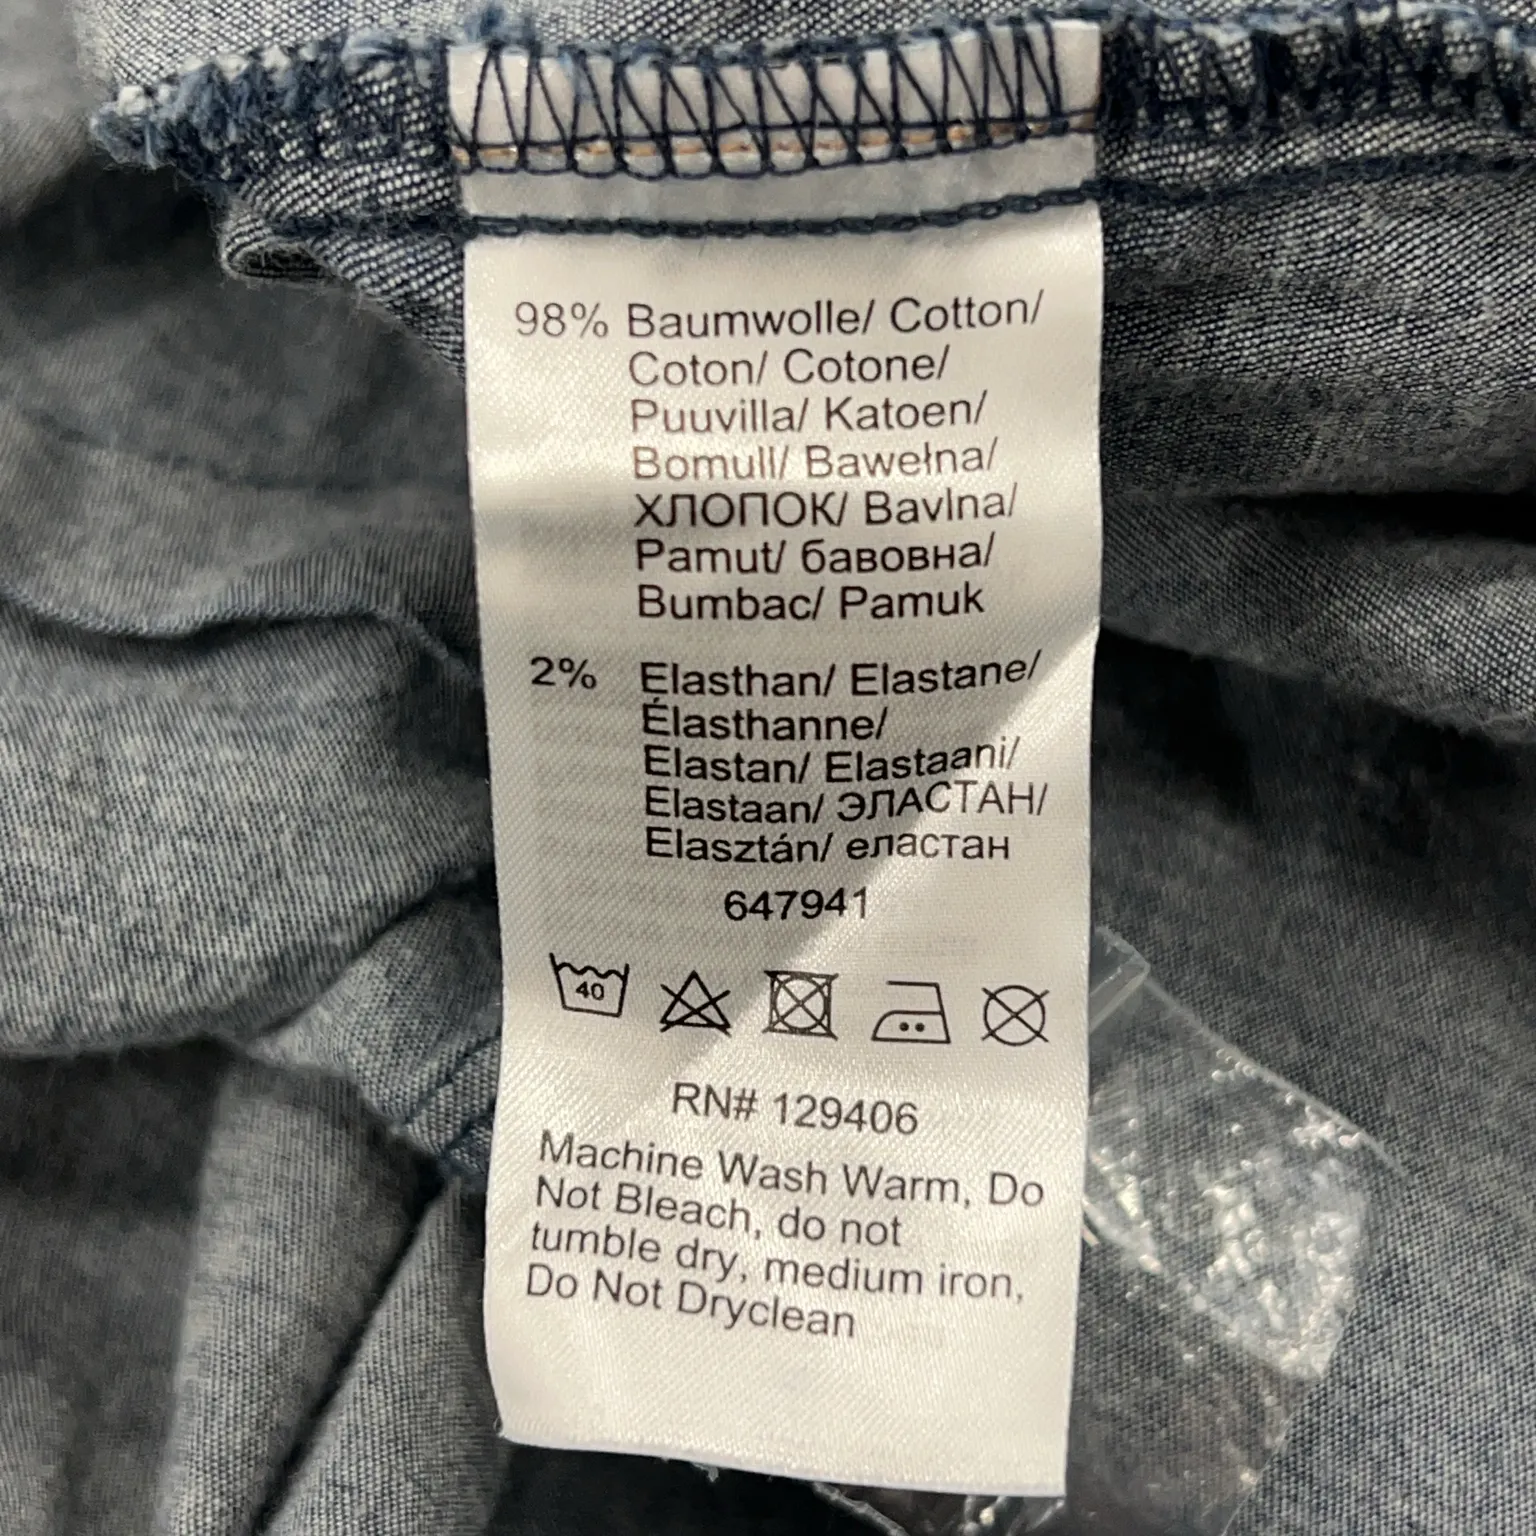 98% Baumwolle/ Cotton/
Coton/ Cotone/
Puuvilla/ Katoen/
Bomull/ Bawełna/
ХЛОПОК/ Bavlna/
Pamut/ бавовна/
Bumbac/ Pamuk
2% Elasthan/ Elastane/
Élasthanne/
Elastan/ Elastaani/
Elastaan/ ЭЛАСТАН/
Elasztán/ еластан
647941
40
RN# 129406
Machine Wash Warm, Do
Not Bleach, do not
tumble dry, medium iron,
Do Not Dryclean